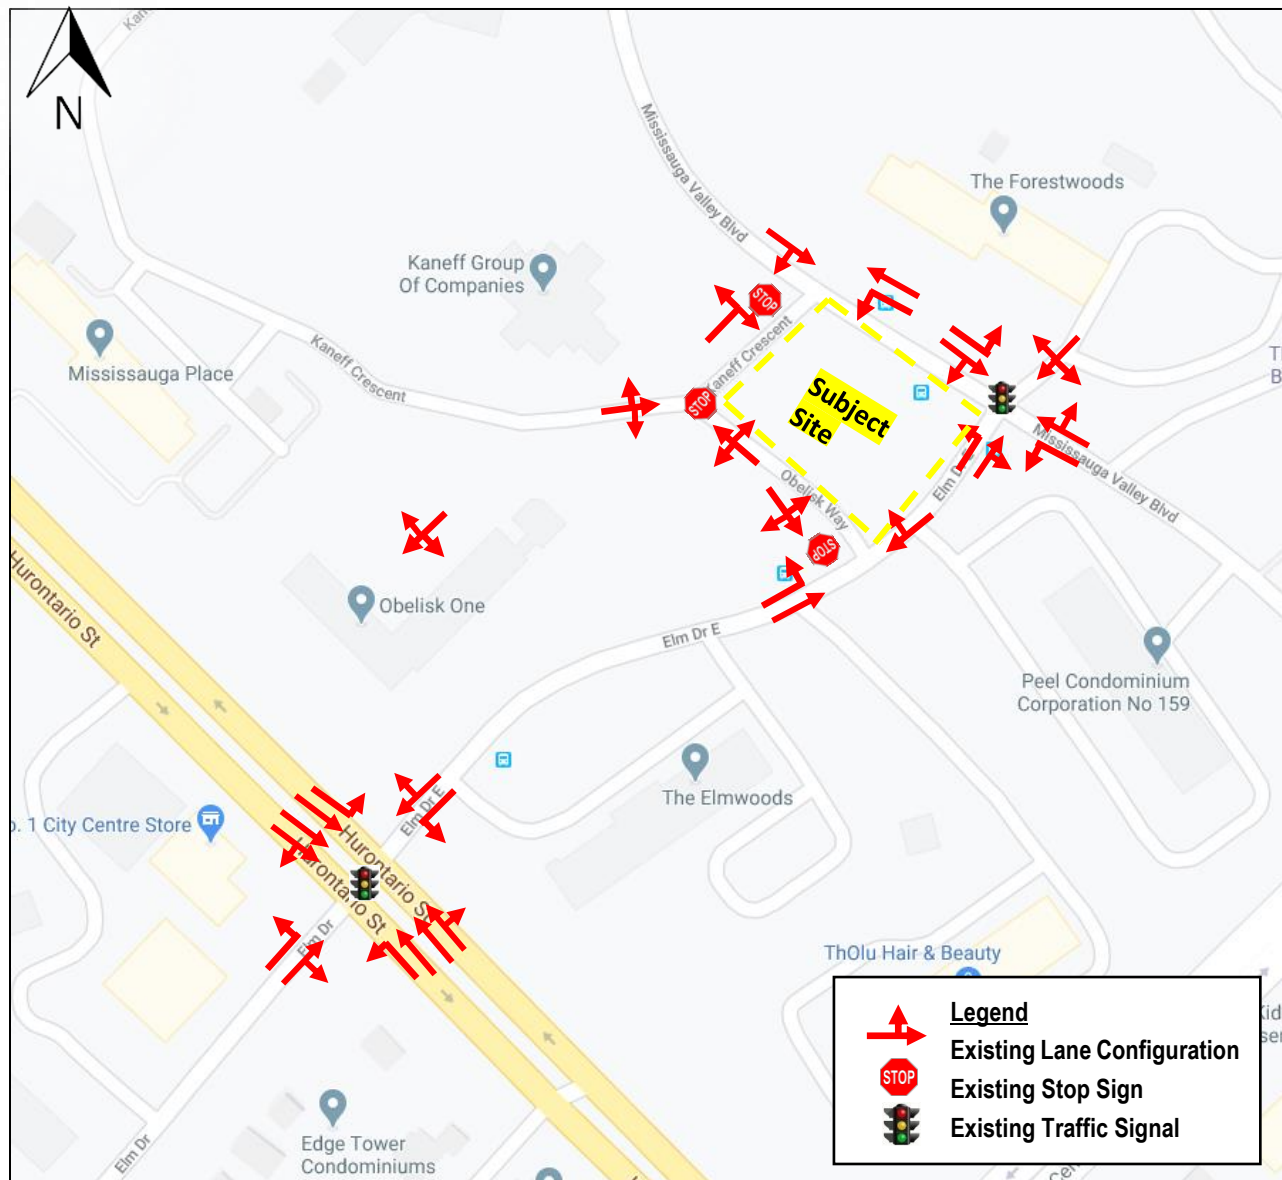 Kan
N
Mississauga Valley Blvd
The Forestwoods
Kaneff Group
Of Companies
STOP
Kaneff Crescent
Mississauga Place
Kaneff Crescent
STOP
Subject
Site
Mississauga Valley Blvd
Elm D
Obelisk Way
STOP
Hurontario St
Obelisk One
Elm Dr E
Peel Condominium
Corporation No 159
The Elmwoods
o. 1 City Centre Store
Elm Dr E
Hurontario St
Hurontario St
Elm Dr
ThOlu Hair & Beauty
Legend
Existing Lane Configuration
STOP
Existing Stop Sign
Existing Traffic Signal
Edge Tower
Condominiums
Elm Dr